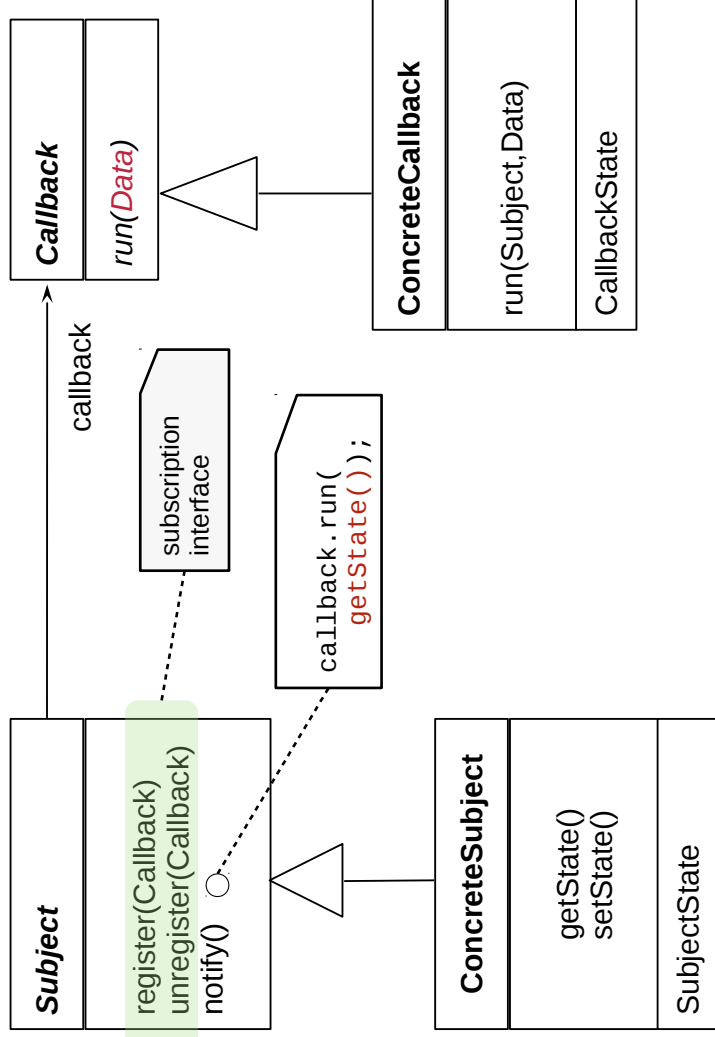 Subject
register(Callback)
unregister(Callback)
notify()
callback
Callback
run(Data)
subscription
interface
callback.run(
getState());
ConcreteSubject
getState()
setState()
SubjectState
ConcreteCallback
run(Subject,Data)
CallbackState